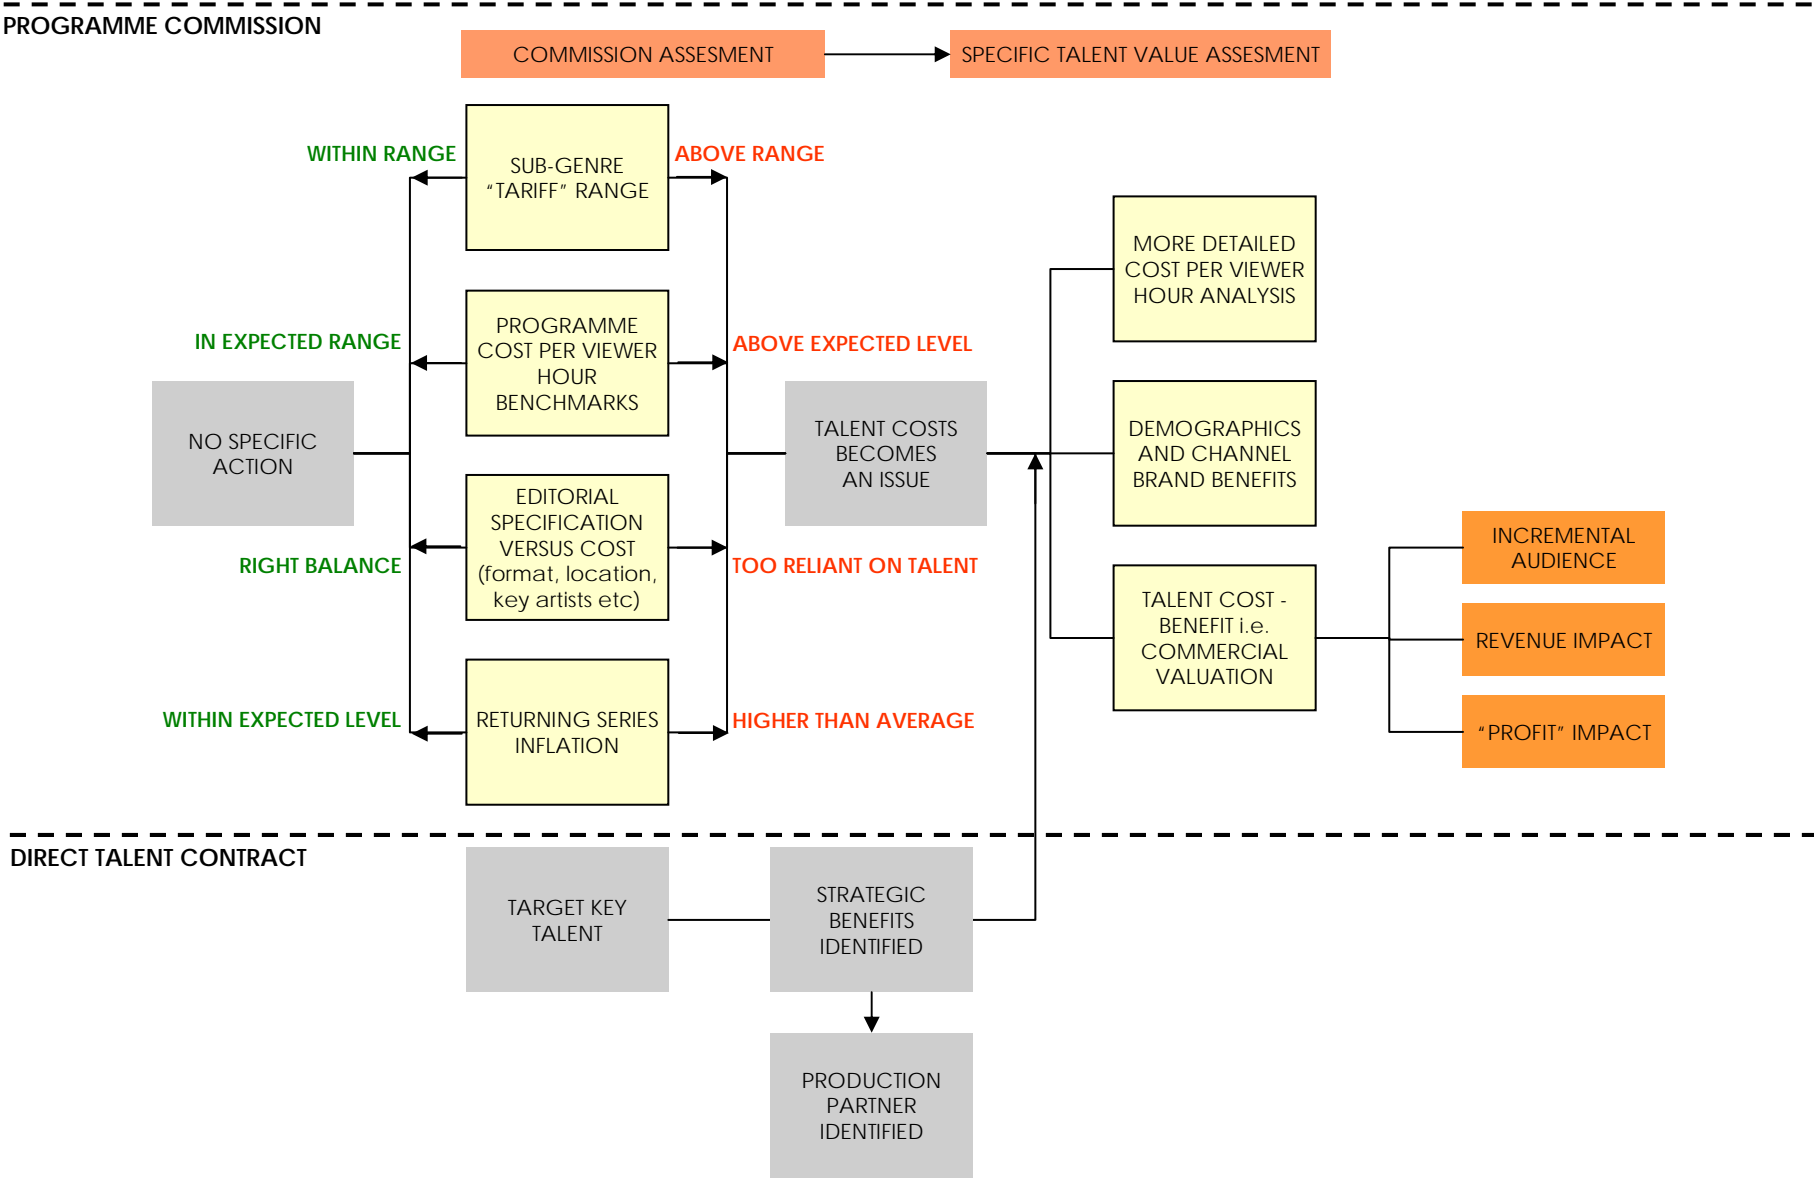 PROGRAMME COMMISSION
COMMISSION ASSESMENT
SPECIFIC TALENT VALUE ASSESMENT
WITHIN RANGE
SUB-GENRE
“TARIFF” RANGE
ABOVE RANGE
IN EXPECTED RANGE
PROGRAMME
COST PER VIEWER
HOUR
BENCHMARKS
ABOVE EXPECTED LEVEL
MORE DETAILED
COST PER VIEWER
HOUR ANALYSIS
NO SPECIFIC
ACTION
TALENT COSTS
BECOMES
AN ISSUE
DEMOGRAPHICS
AND CHANNEL
BRAND BENEFITS
RIGHT BALANCE
EDITORIAL
SPECIFICATION
VERSUS COST
(format, location,
key artists etc)
TOO RELIANT ON TALENT
TALENT COST -
BENEFIT i.e.
COMMERCIAL
VALUATION
INCREMENTAL
AUDIENCE
REVENUE IMPACT
“PROFIT” IMPACT
WITHIN EXPECTED LEVEL
RETURNING SERIES
INFLATION
HIGHER THAN AVERAGE
DIRECT TALENT CONTRACT
TARGET KEY
TALENT
STRATEGIC
BENEFITS
IDENTIFIED
PRODUCTION
PARTNER
IDENTIFIED